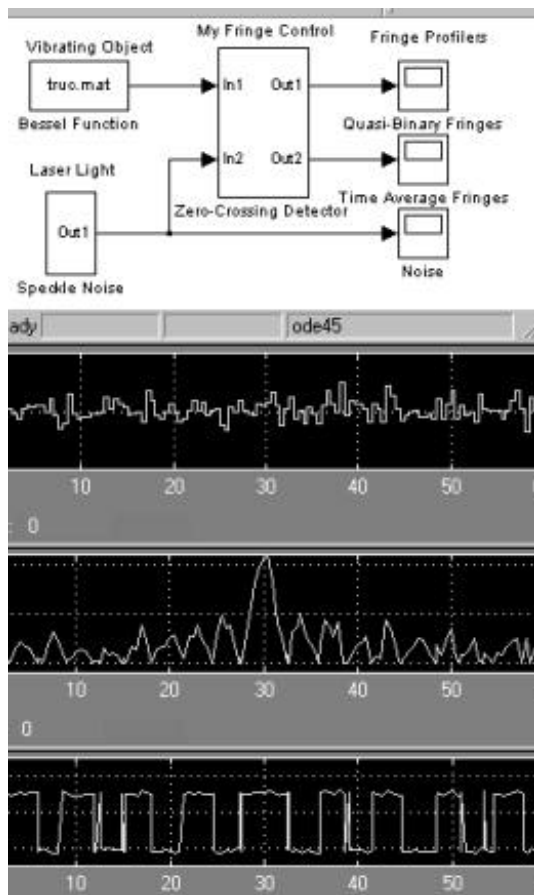 My Fringe Control
Fringe Profilers
Vibrating Object
truc.mat
In1
Out1
Bessel Function
Quasi-Binary Fringes
Laser Light
In2
Out2
Time Average Fringes
Zero-Crossing Detector
Out1
Noise
Speckle Noise
ady
ode45
10 20 30 40 50
: 0
10 20 30 40 50
: 0
10 20 30 40 50